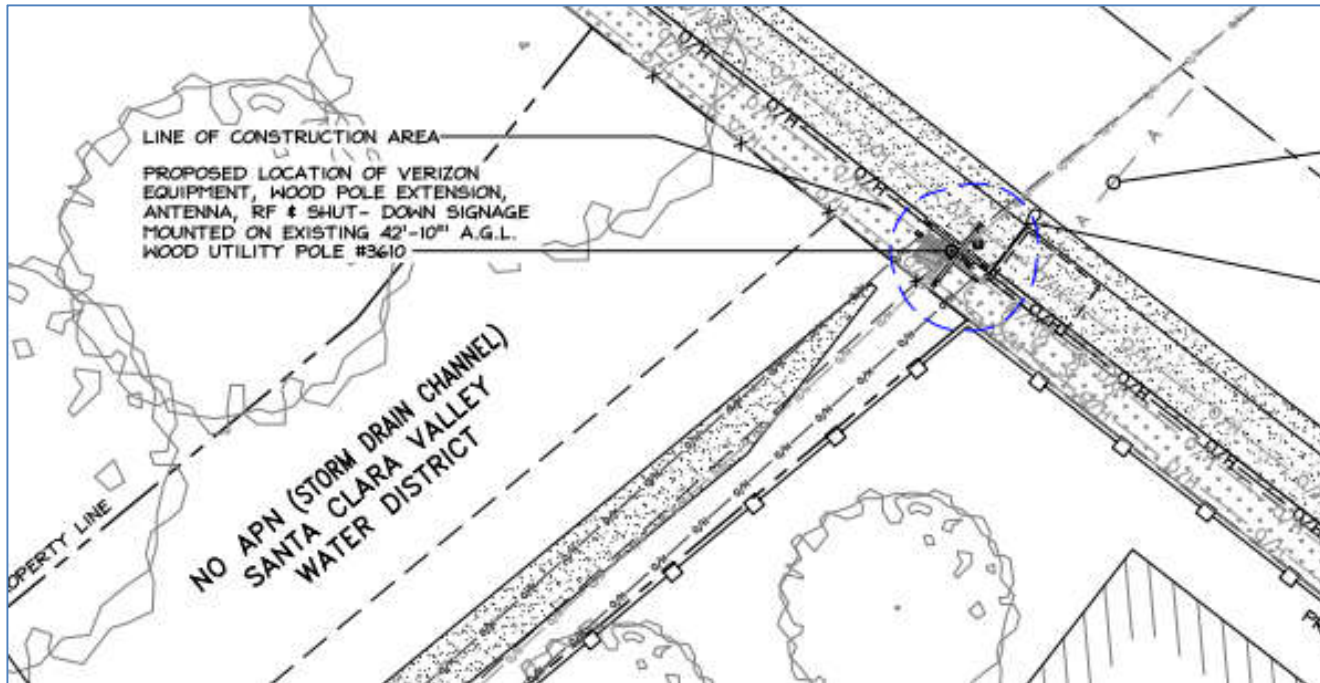 LINE OF CONSTRUCTION AREA
PROPOSED LOCATION OF VERIZON
EQUIPMENT, WOOD POLE EXTENSION,
ANTENNA, RF & SHUT- DOWN SIGNAGE
MOUNTED ON EXISTING 42'-10"' A.G.L.
WOOD UTILITY POLE #3610
O/H
O/H
O/H
O/H
A
A
NO APN (STORM DRAIN CHANNEL)
SANTA CLARA VALLEY
WATER DISTRICT
OPERTY LINE
O/H
O/H
O/H
O/H